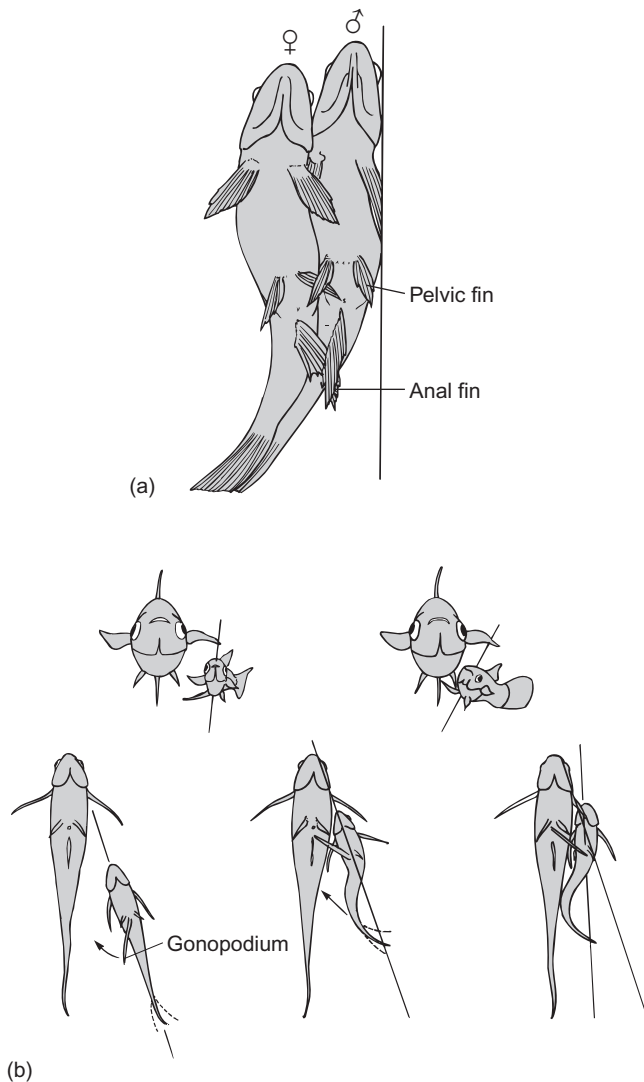 ♀ ♂
Pelvic fin
Anal fin
(a)
Gonopodium
(b)